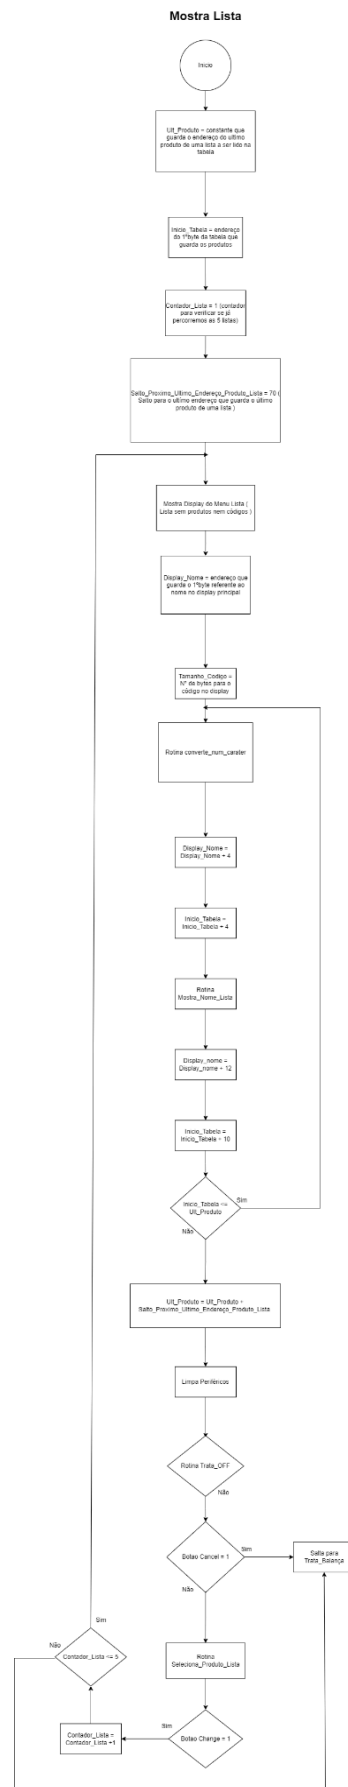 Mostra Lista
Inicio
Ult_Produto = constante que
guarda o endereço do ultimo
produto de uma lista a ser lido na
tabela
Inicio_Tabela = endereço
do 1ºbyte da tabela que
guarda os produtos
Contador_Lista = 1 (contador
para verificar se já
percorremos as 5 listas)
Salto_Proximo_Ultimo_Endereço_Produto_Lista = 70 (
Salto para o ultimo endereço que guarda o último
produto de uma lista )
Mostra Display do Menu Lista (
Lista sem produtos nem códigos )
Display_Nome = endereço que
guarda o 1ºbyte referente ao
nome no display principal
Tamanho_Codigo =
Nº de bytes para o
código no display
Rotina converte_num_carater
Display_Nome =
Display_Nome + 4
Inicio_Tabela =
Inicio_Tabela + 4
Rotina
Mostra_Nome_Lista
Display_nome =
Display_nome + 12
Inicio_Tabela =
Inicio_Tabela + 10
Inicio_Tabela <=
Ult_Produto
Sim
Não
Ult_Produto = Ult_Produto +
Salto_Proximo_Ultimo_Endereço_Produto_Lista
Limpa Periféricos
Rotina Trata_OFF
Não
Botao Cancel = 1
Sim
Salta para
Trata_Balança
Não
Rotina
Seleciona_Produto_Lista
Botao Change = 1
Sim
Contador_Lista =
Contador_Lista +1
Contador_Lista <= 5
Sim
Não